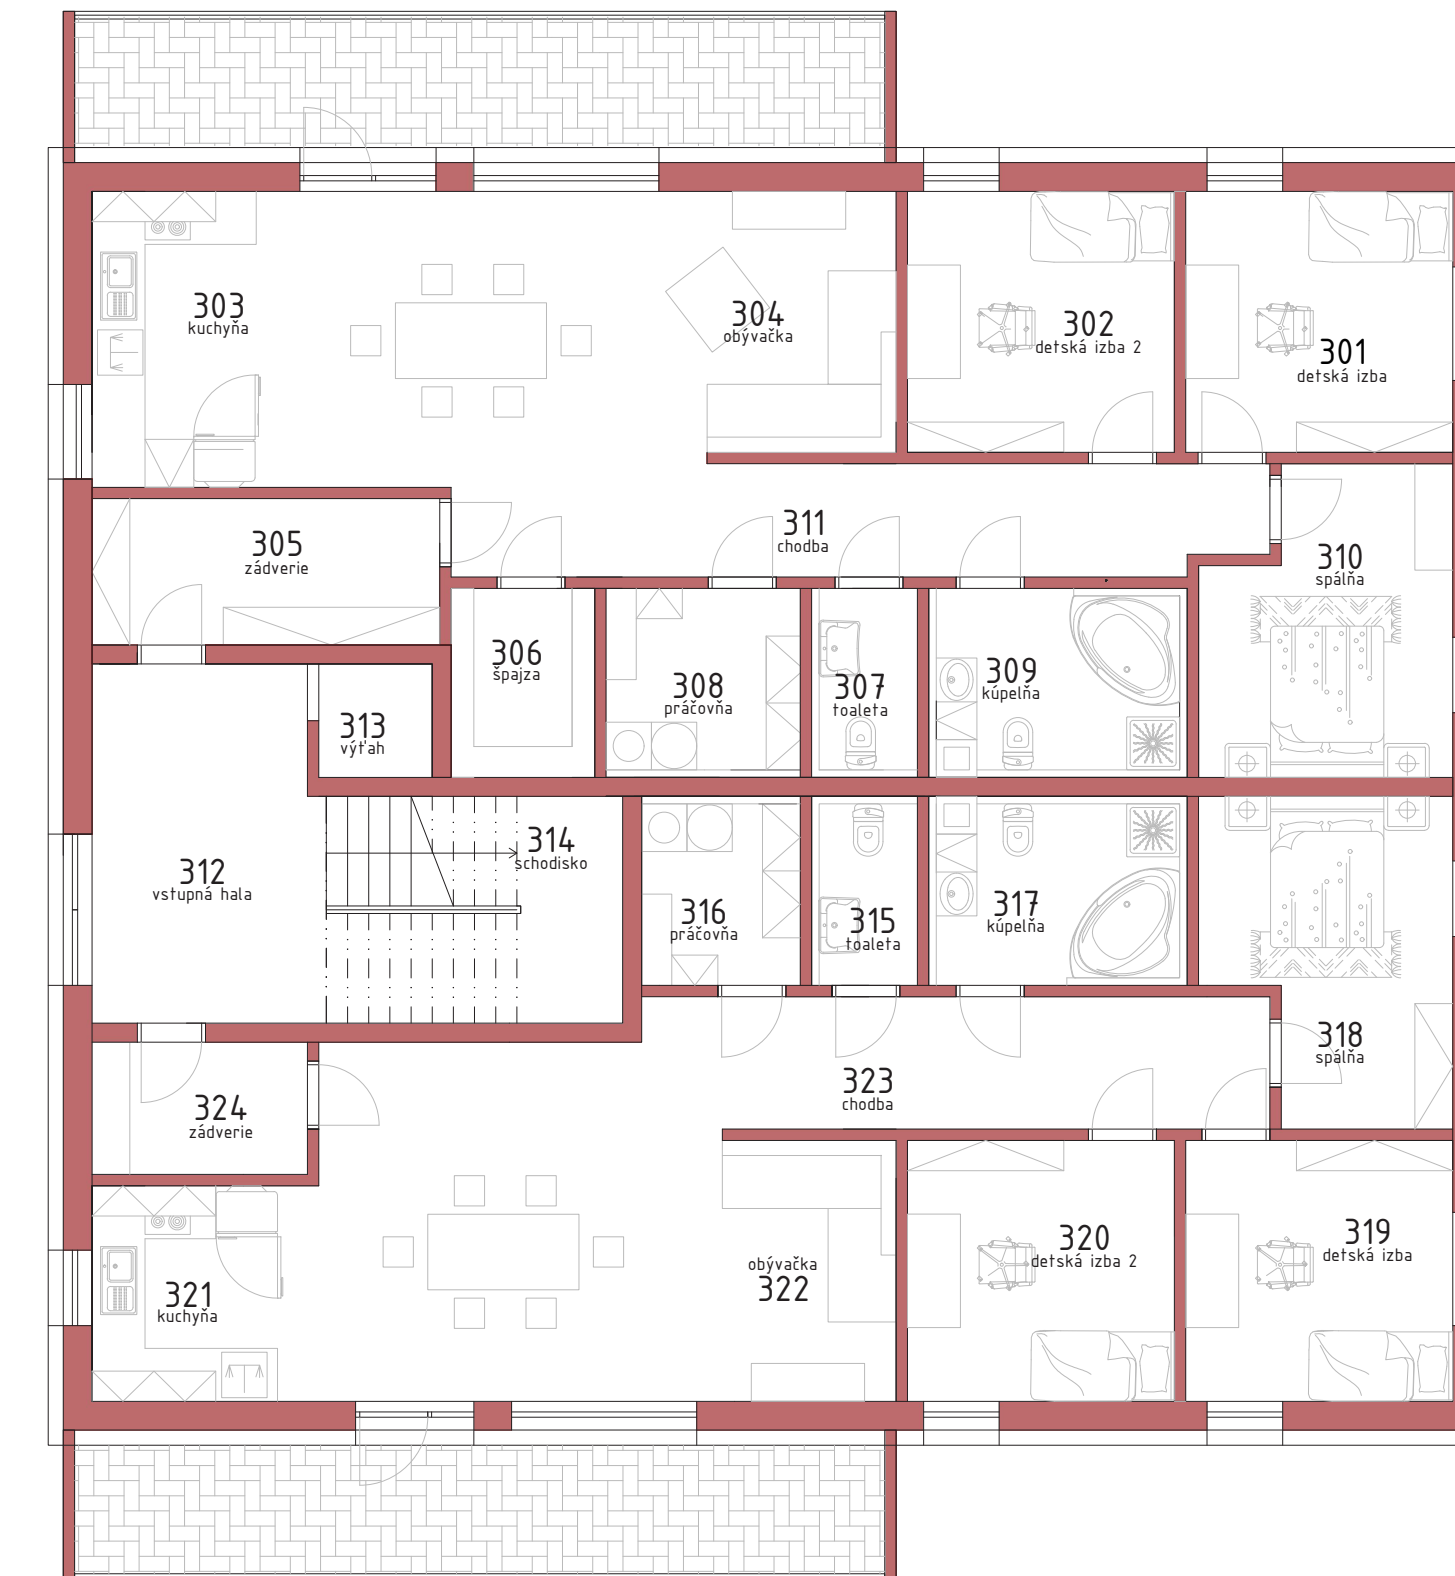 303
kuchyňa
304
obývačka
302
detská izba 2
301
detská izba
305
zádverie
311
chodba
310
spálňa
306
špajza
308
práčovňa
307
toaleta
309
kúpeľňa
313
výťah
314
schodisko
312
vstupná hala
316
práčovňa
315
toaleta
317
kúpeľňa
318
spálňa
323
chodba
324
zádverie
321
kuchyňa
obývačka
322
320
detská izba 2
319
detská izba